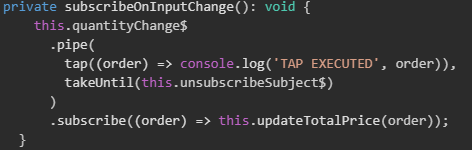 private subscribeOnInputChange(): void {
this.quantityChange$
.pipe(
tap((order) => console.log('TAP EXECUTED', order)),
takeUntil(this.unsubscribeSubject$)
)
.subscribe((order) => this.updateTotalPrice(order));
}